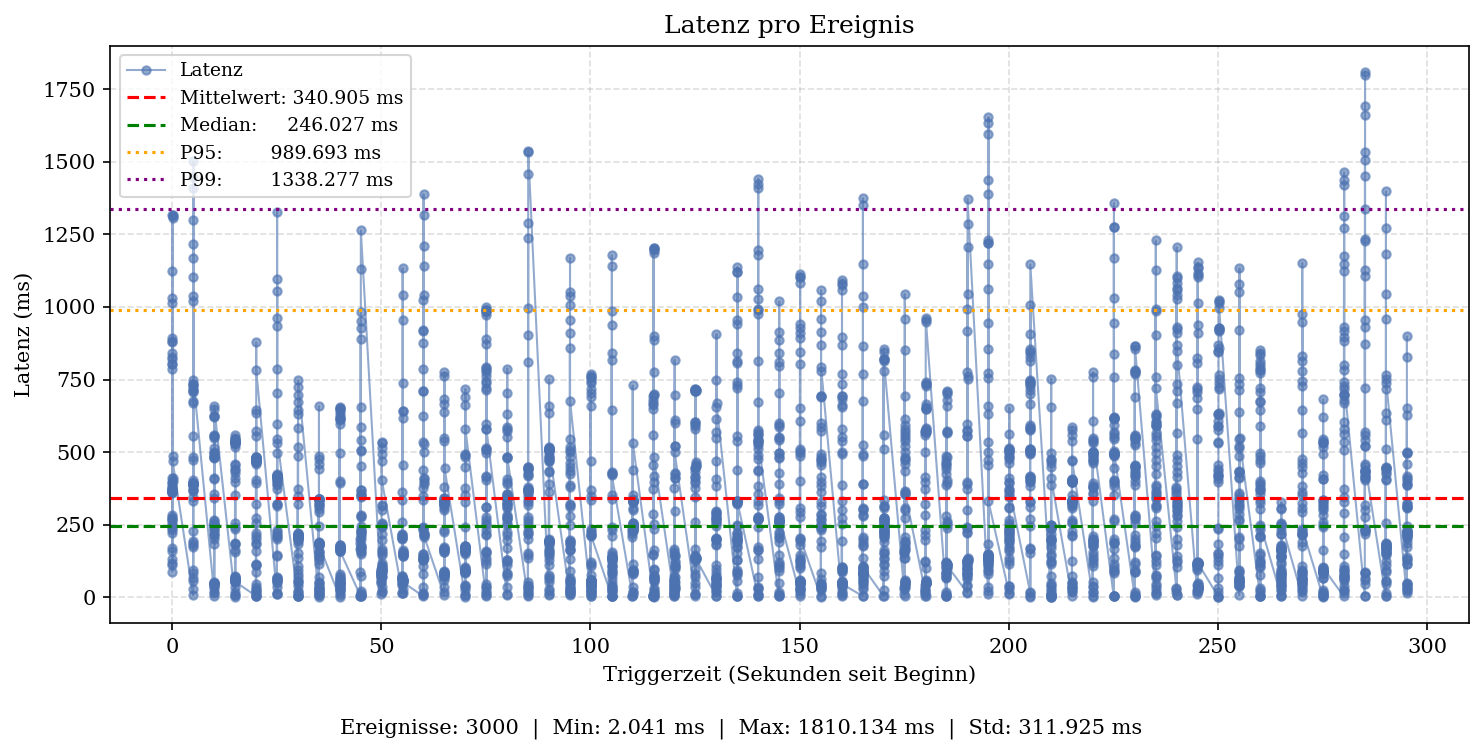 Latenz pro Ereignis
Latenz
Mittelwert: 340.905 ms
Median: 246.027 ms
P95: 989.693 ms
P99: 1338.277 ms
1750
1500
1250
1000
750
500
250
0
Latenz (ms)
0 50 100 150 200 250 300
Triggerzeit (Sekunden seit Beginn)
Ereignisse: 3000 | Min: 2.041 ms | Max: 1810.134 ms | Std: 311.925 ms